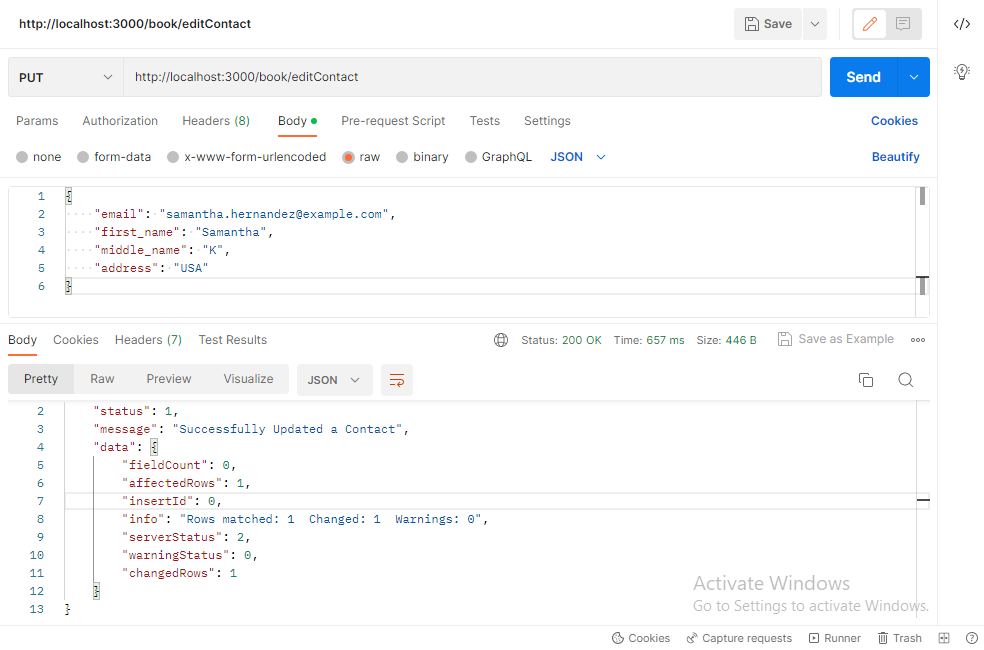 http://localhost:3000/book/editContact Save
PUT http://localhost:3000/book/editContact Send
Params Authorization Headers (8) Body Pre-request Script Tests Settings Cookies
none form-data x-www-form-urlencoded raw binary GraphQL JSON Beautify
1 {
2 "email": "samantha.hernandez@example.com",
3 "first_name": "Samantha",
4 "middle_name": "K",
5 "address": "USA"
6 }
Body Cookies Headers (7) Test Results Status: 200 OK Time: 657 ms Size: 446 B Save as Example
Pretty Raw Preview Visualize JSON
2 "status": 1,
3 "message": "Successfully Updated a Contact",
4 "data": {
5 "fieldCount": 0,
6 "affectedRows": 1,
7 "insertId": 0,
8 "info": "Rows matched: 1  Changed: 1  Warnings: 0",
9 "serverStatus": 2,
10 "warningStatus": 0,
11 "changedRows": 1
12 }
13 }
Activate Windows
Go to Settings to activate Windows.
Cookies Capture requests Runner Trash